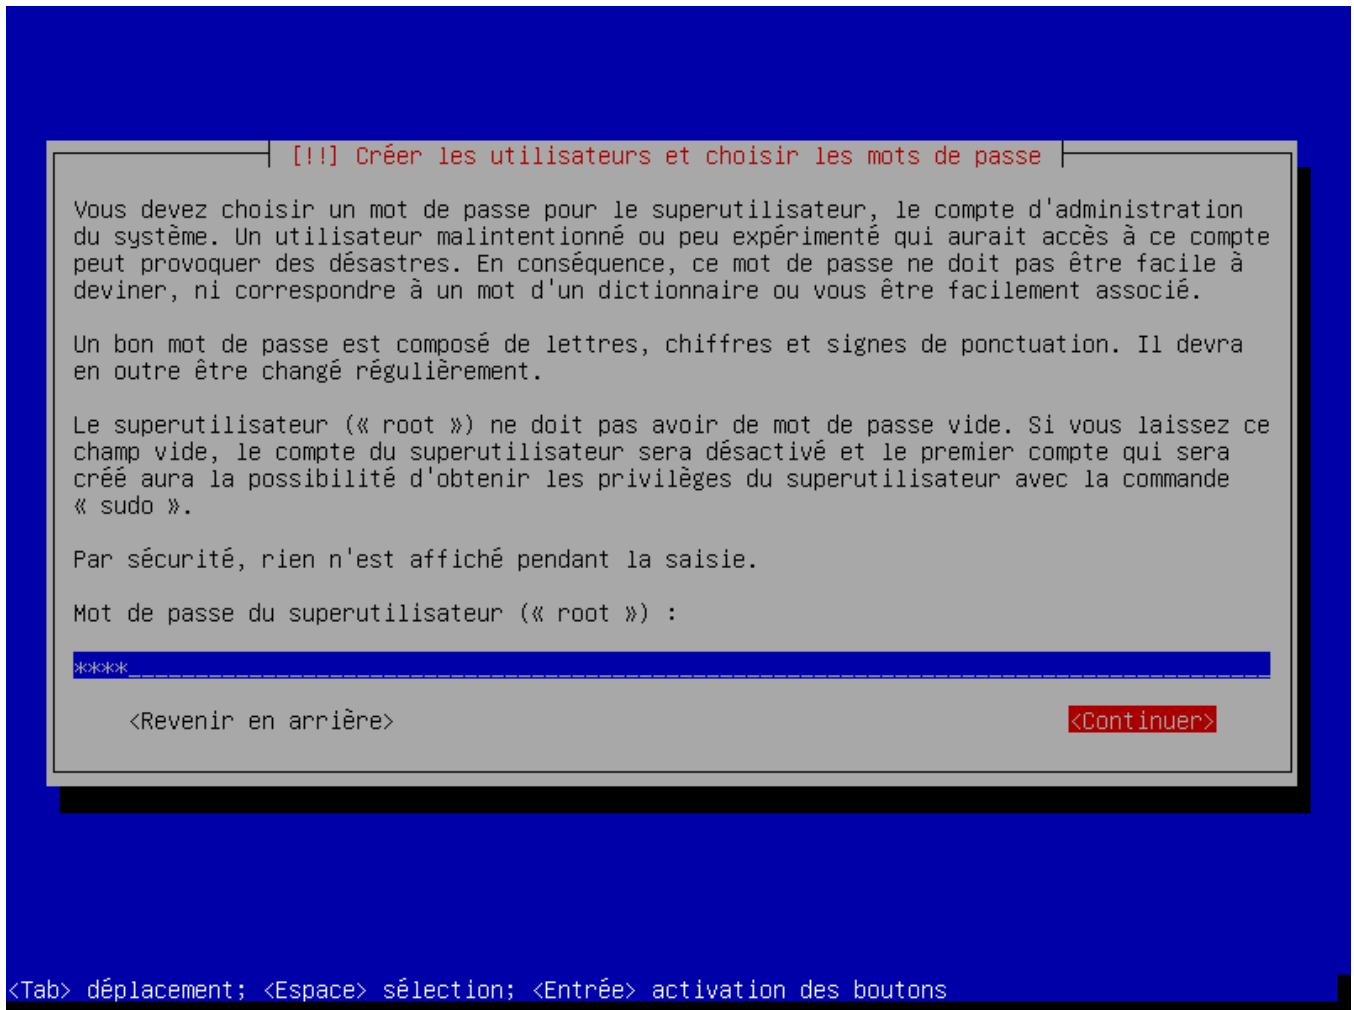 [!!] Créer les utilisateurs et choisir les mots de passe
Vous devez choisir un mot de passe pour le superutilisateur, le compte d'administration
du système. Un utilisateur malintentionné ou peu expérimenté qui aurait accès à ce compte
peut provoquer des désastres. En conséquence, ce mot de passe ne doit pas être facile à
deviner, ni correspondre à un mot d'un dictionnaire ou vous être facilement associé.
Un bon mot de passe est composé de lettres, chiffres et signes de ponctuation. Il devra
en outre être changé régulièrement.
Le superutilisateur (« root ») ne doit pas avoir de mot de passe vide. Si vous laissez ce
champ vide, le compte du superutilisateur sera désactivé et le premier compte qui sera
créé aura la possibilité d'obtenir les privilèges du superutilisateur avec la commande
« sudo ».
Par sécurité, rien n'est affiché pendant la saisie.
Mot de passe du superutilisateur (« root ») :
****
<Revenir en arrière> <Continuer>
<Tab> déplacement; <Espace> sélection; <Entrée> activation des boutons